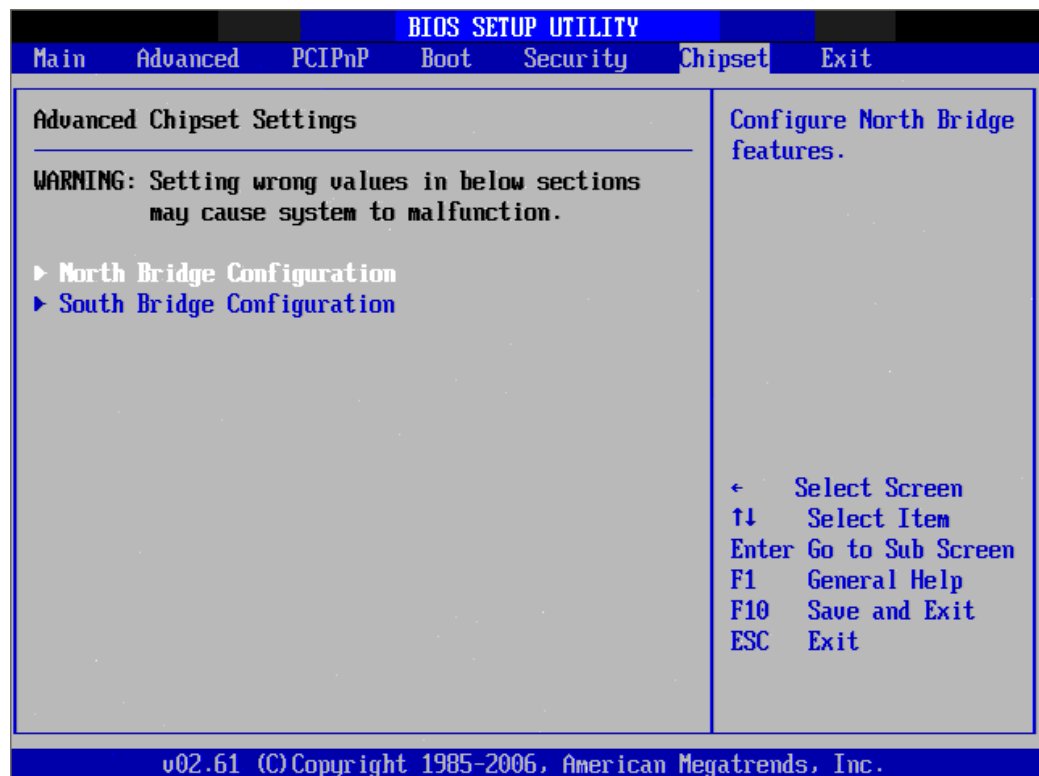 BIOS SETUP UTILITY
Main Advanced PCIPnP Boot Security Chipset Exit
Advanced Chipset Settings
WARNING: Setting wrong values in below sections
may cause system to malfunction.
▶ North Bridge Configuration
▶ South Bridge Configuration
Configure North Bridge
features.
← Select Screen
↑↓ Select Item
Enter Go to Sub Screen
F1 General Help
F10 Save and Exit
ESC Exit
v02.61 (C)Copyright 1985-2006, American Megatrends, Inc.